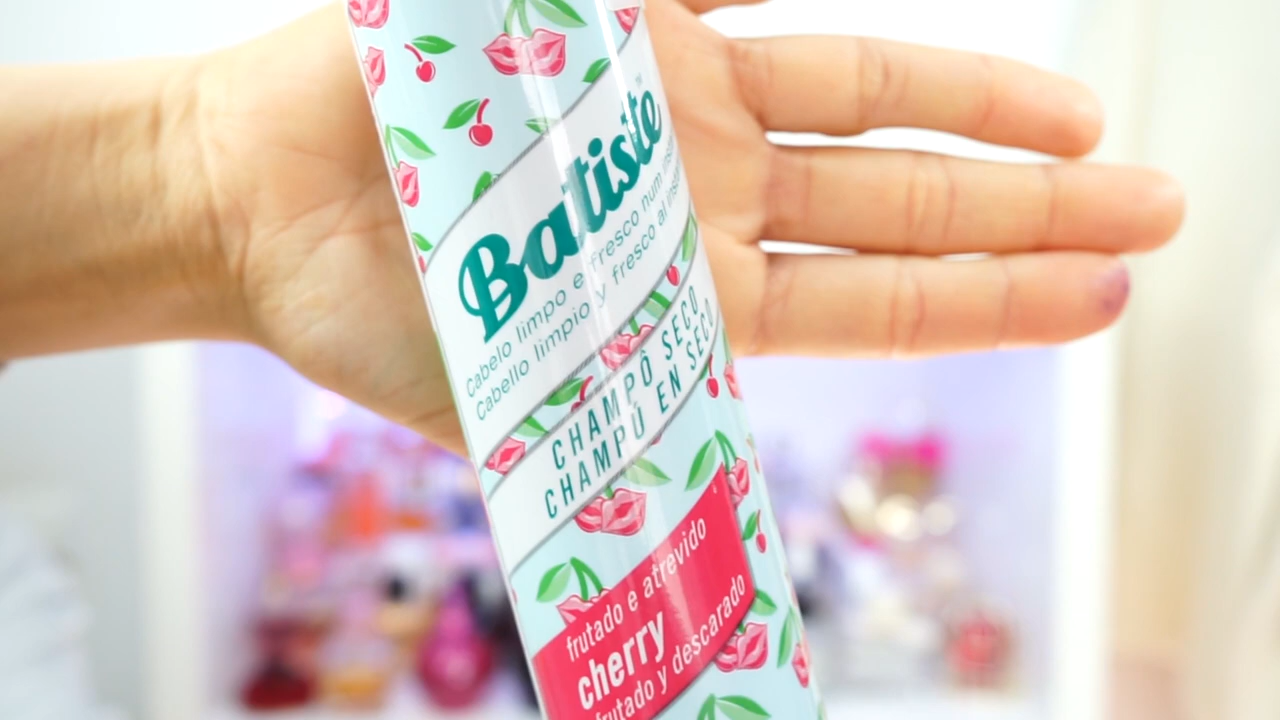 Batiste
Cabelo limpo e fresco num
Cabello limpio y fresco al
CHAMPÔ SECO
CHAMPÚ EN SECO
frutado e atrevido
cherry
frutado y descarado